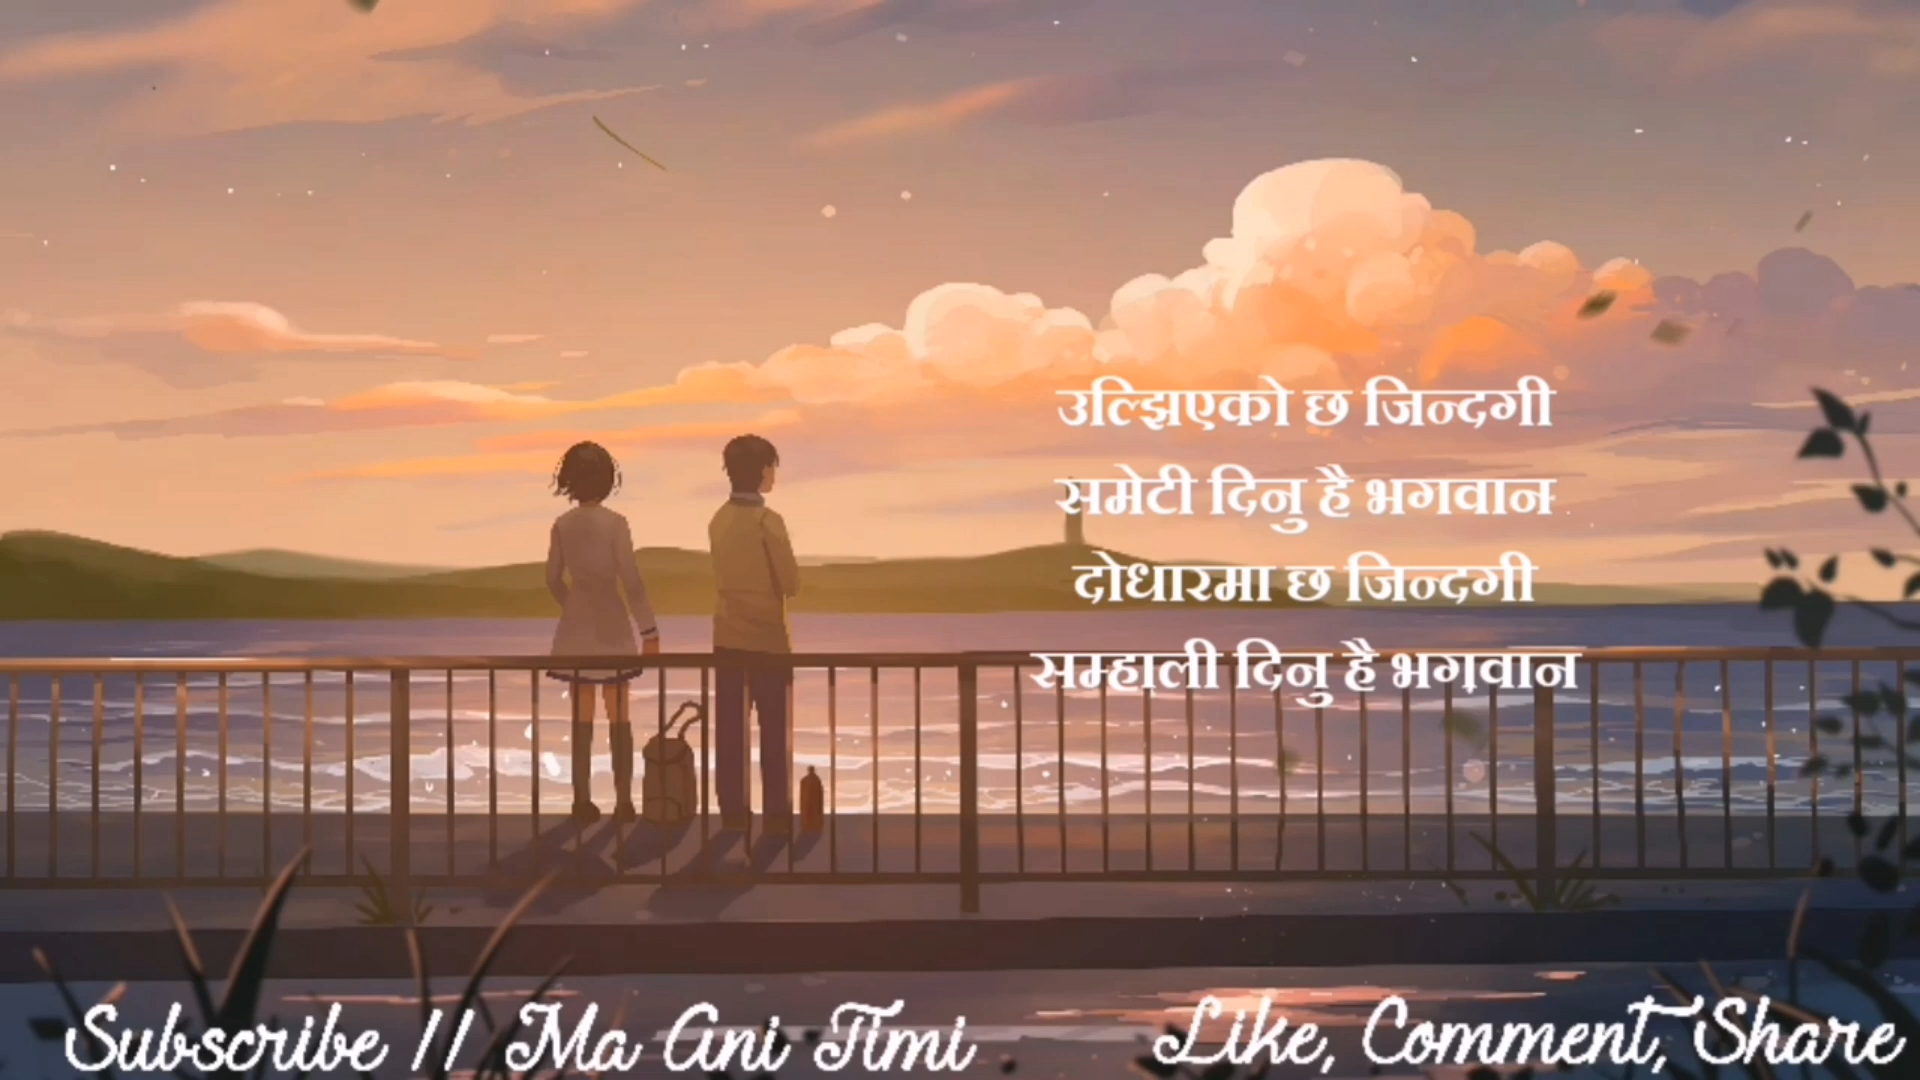 उल्झिएको छ जिन्दगी
समेटी दिनु है भगवान
दोधारमा छ जिन्दगी
सम्हाली दिनु है भगवान
Subscribe // Ma Ani Timi
Like, Comment, Share